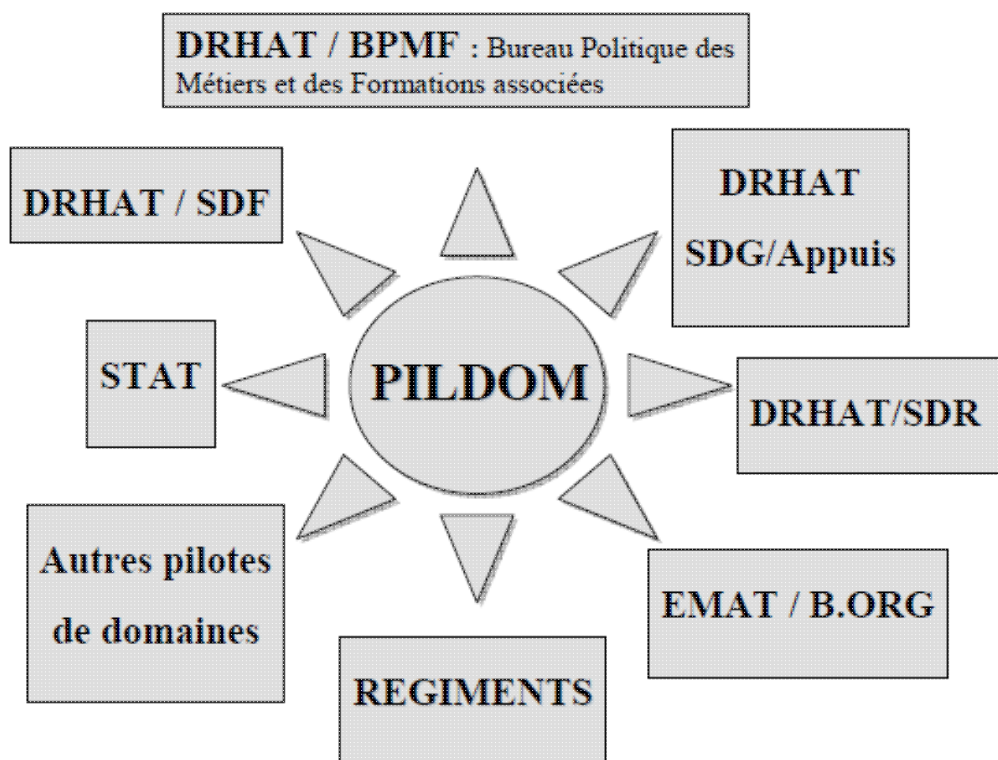 DRHAT / BPMF : Bureau Politique des
Métiers et des Formations associées
DRHAT / SDF
DRHAT
SDG/Appuis
STAT
PILDOM
DRHAT/SDR
Autres pilotes
de domaines
EMAT / B.ORG
REGIMENTS